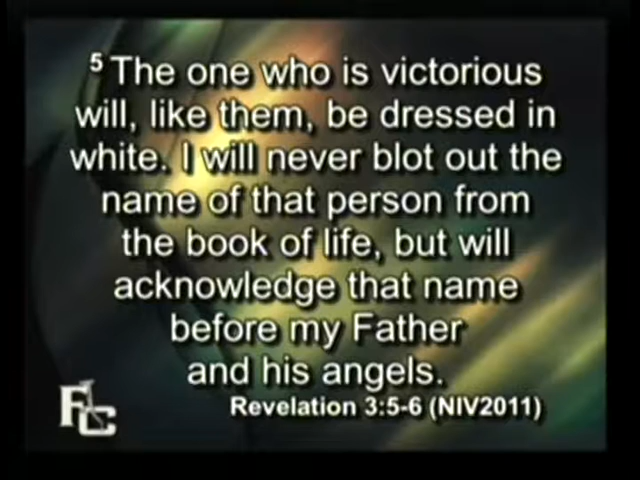 5 The one who is victorious
will, like them, be dressed in
white. I will never blot out the
name of that person from
the book of life, but will
acknowledge that name
before my Father
and his angels.
Revelation 3:5-6 (NIV2011)
FC